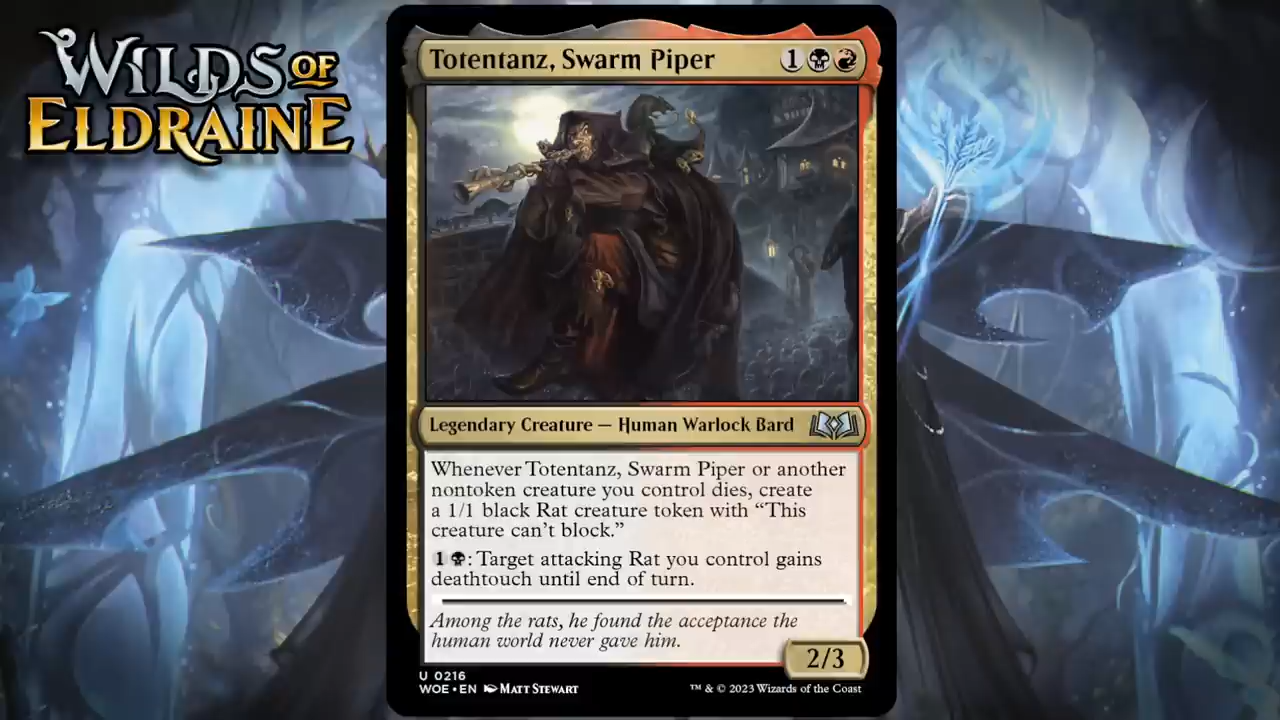 WILDS OF
ELDRAINE
Totentanz, Swarm Piper 1
Legendary Creature — Human Warlock Bard
Whenever Totentanz, Swarm Piper or another
nontoken creature you control dies, create
a 1/1 black Rat creature token with “This
creature can’t block.”
1 : Target attacking Rat you control gains
deathtouch until end of turn.
Among the rats, he found the acceptance the
human world never gave him.
2/3
U 0216
WOE • EN Matt Stewart
™ & © 2023 Wizards of the Coast